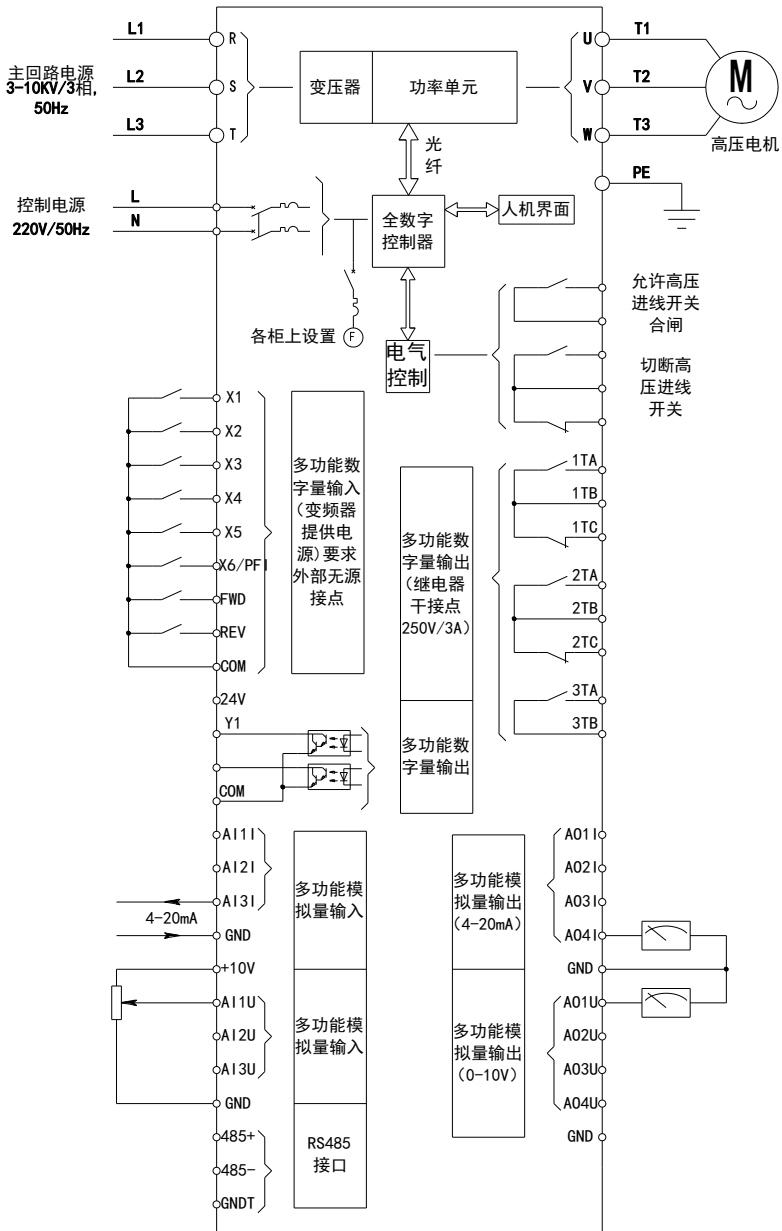 L1
R
U
T1
主回路电源
3-10KV/3相,
50Hz
L2
S
变压器
功率单元
V
T2
M
L3
T
W
T3
高压电机
光
纤
PE
控制电源
220V/50Hz
L
N
全数字
控制器
人机界面
各柜上设置
F
电气
控制
允许高压
进线开关
合闸
切断高
压进线
开关
X1
X2
X3
X4
X5
X6/PFI
FWD
REV
COM
24V
Y1
COM
多功能数
字量输入
(变频器
提供电
源)要求
外部无源
接点
多功能数
字量输出
(继电器
干接点
250V/3A)
多功能数
字量输出
1TA
1TB
1TC
2TA
2TB
2TC
3TA
3TB
AI1I
AI2I
AI3I
4-20mA
GND
+10V
AI1U
AI2U
AI3U
GND
485+
485-
GNDT
多功能模
拟量输入
多功能模
拟量输入
RS485
接口
多功能模
拟量输出
(4-20mA)
多功能模
拟量输出
(0-10V)
AO1I
AO2I
AO3I
AO4I
GND
AO1U
AO2U
AO3U
AO4U
GND